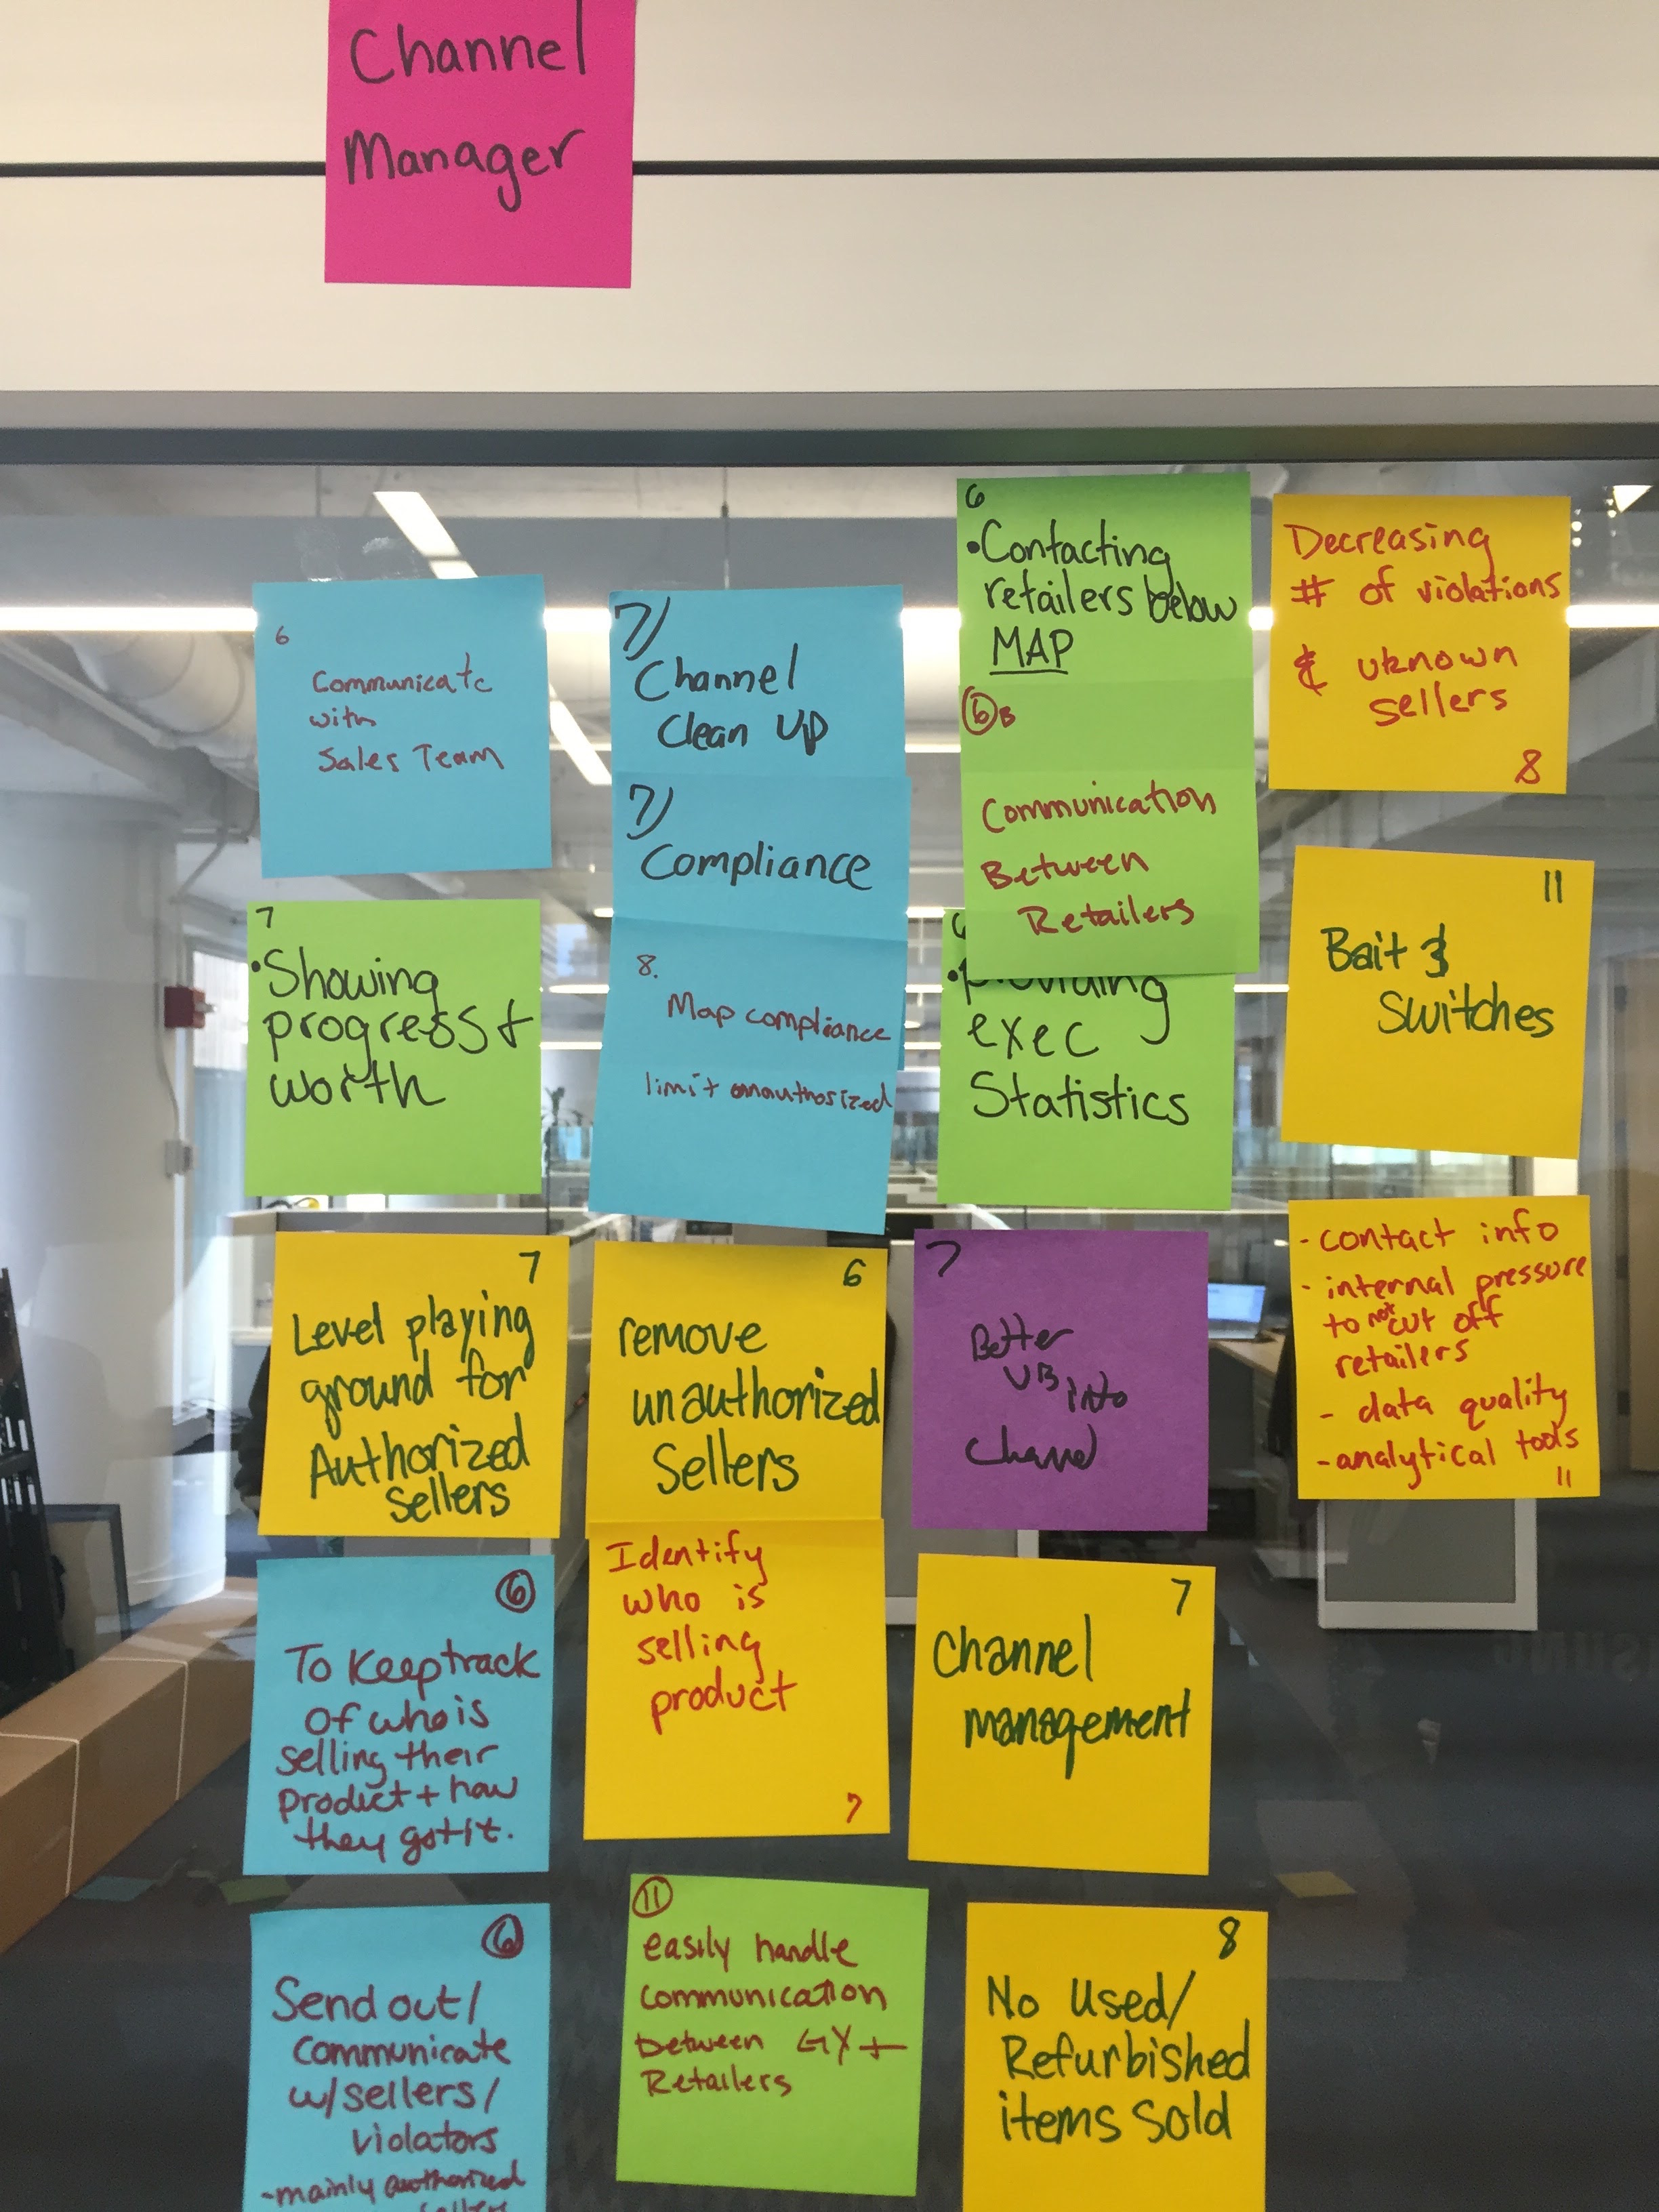 Channel
Manager
6
Communicate
with
Sales Team
7/
Channel
Clean Up
7/
Compliance
8.
Map compliance
limit unauthorized
6
•Contacting
retailers below
MAP
6B
Communication
Between
Retailers
•Providing
exec
Statistics
Decreasing
# of violations
& uknown
sellers
8
7
•Showing
progress +
worth
11
Bait &
Switches
7
Level playing
ground for
Authorized
sellers
6
remove
unauthorized
Sellers
7
Better
into
Channel
- contact info
- internal pressure
to not cut off
retailers
- data quality
- analytical tools
11
6
To Keep track
of who is
selling their
product + how
they got it.
Identify
who is
selling
product
7
7
Channel
management
6
Send out/
Communicate
w/sellers/
violators
-mainly authorized
11
easily handle
communication
between GX +
Retailers
8
No Used/
Refurbished
items sold